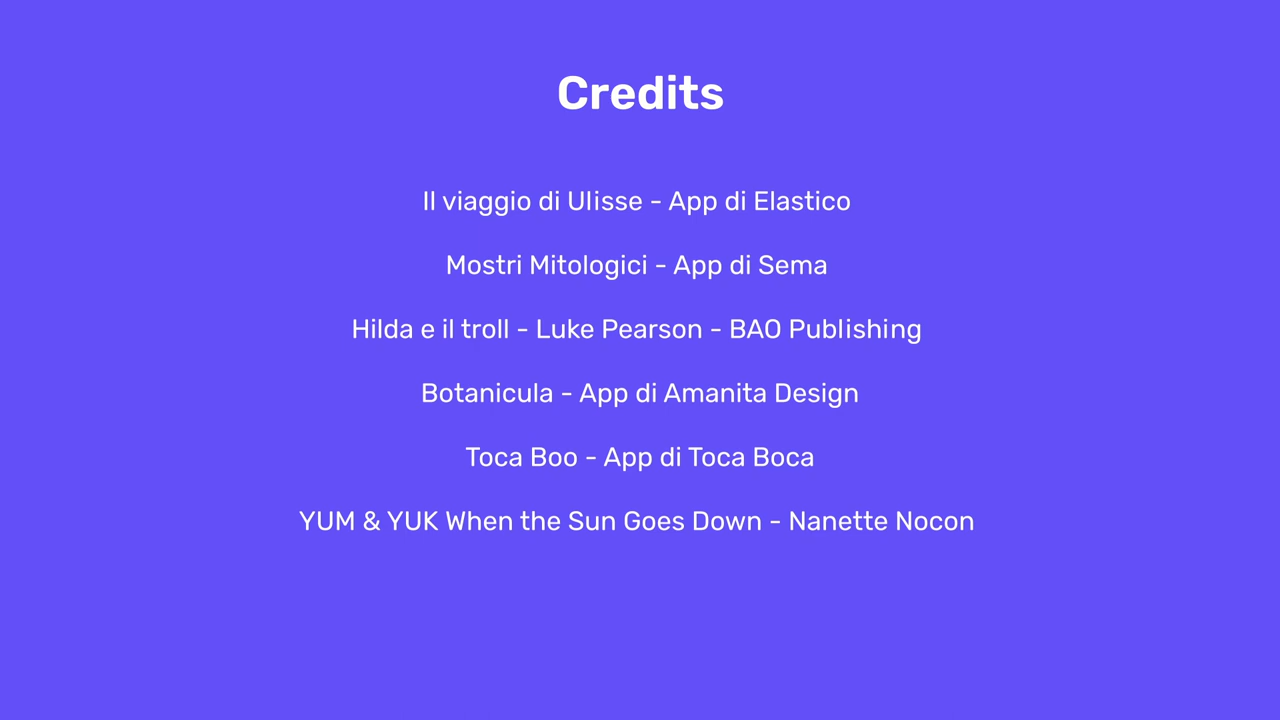 Credits
Il viaggio di Ulisse - App di Elastico
Mostri Mitologici - App di Sema
Hilda e il troll - Luke Pearson - BAO Publishing
Botanicula - App di Amanita Design
Toca Boo - App di Toca Boca
YUM & YUK When the Sun Goes Down - Nanette Nocon